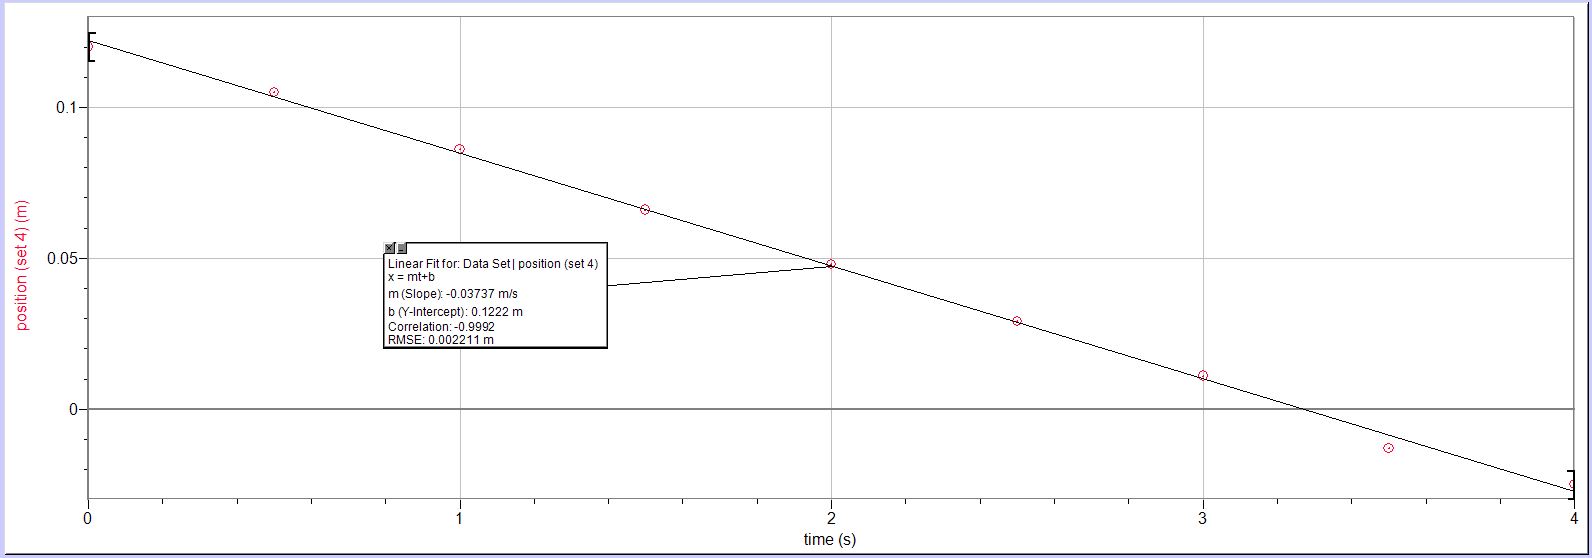 0.1
0.05
0
position (set 4) (m)
Linear Fit for: Data Set | position (set 4)
x = mt+b
m (Slope): -0.03737 m/s
b (Y-Intercept): 0.1222 m
Correlation: -0.9992
RMSE: 0.002211 m
0 1 2 3 4
time (s)